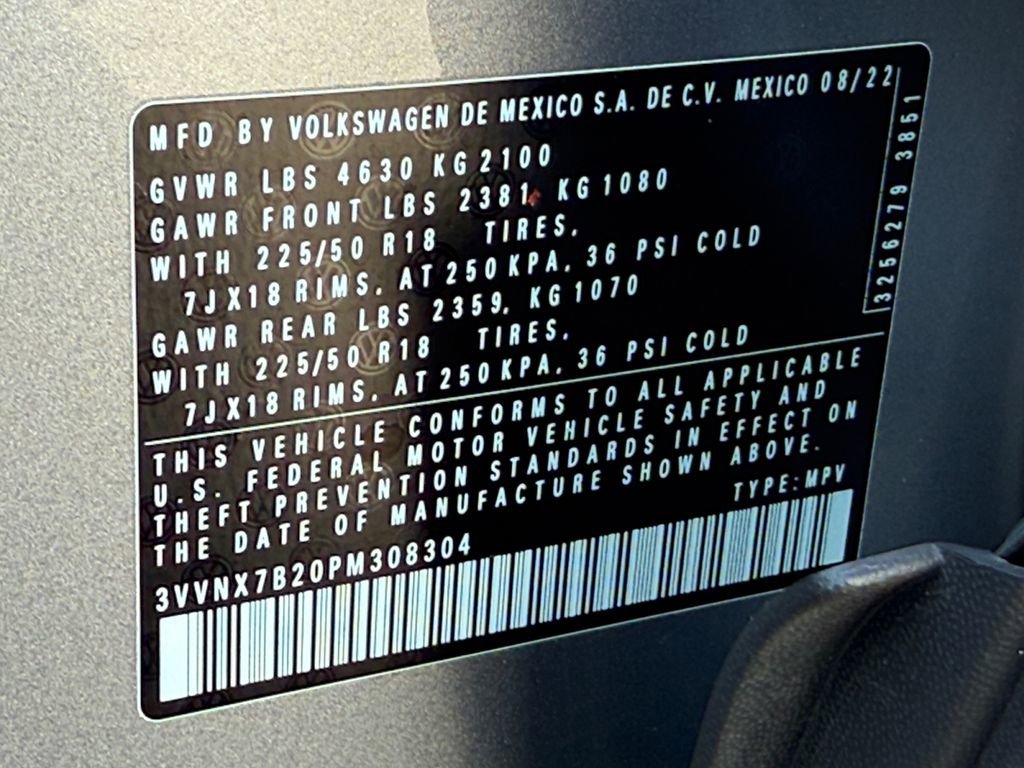 MFD BY VOLKSWAGEN DE MEXICO S.A. DE C.V. MEXICO 08/22
GVWR LBS 4630 KG 2100
GAWR FRONT LBS 2381, KG 1080
WITH 225/50 R18 TIRES,
7JX18 RIMS, AT 250 KPA, 36 PSI COLD
GAWR REAR LBS 2359, KG 1070
WITH 225/50 R18 TIRES,
7JX18 RIMS, AT 250 KPA, 36 PSI COLD
3256279 3851
THIS VEHICLE CONFORMS TO ALL APPLICABLE
U.S. FEDERAL MOTOR VEHICLE SAFETY AND
THEFT PREVENTION STANDARDS IN EFFECT ON
THE DATE OF MANUFACTURE SHOWN ABOVE.
TYPE: MPV
3VVNX7B20PM308304